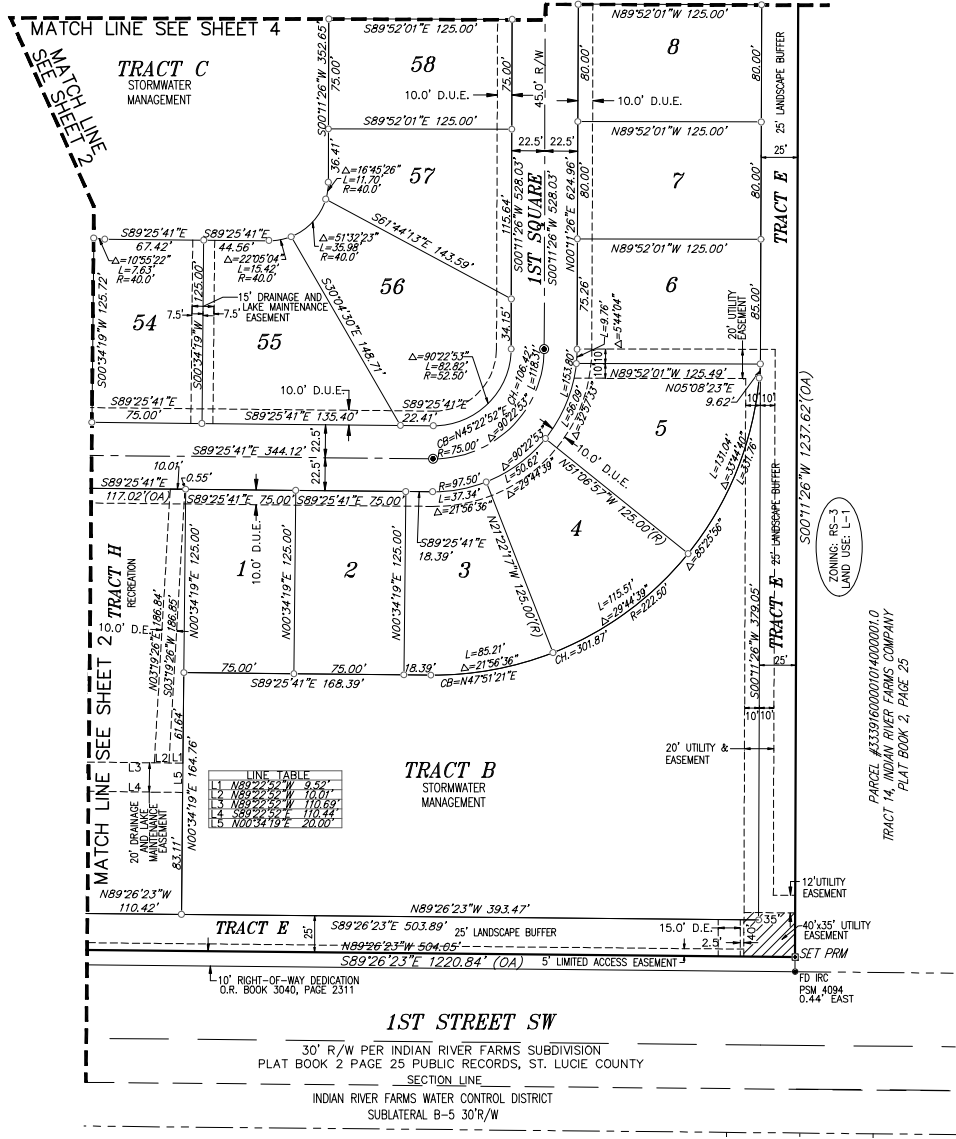 MATCH LINE SEE SHEET 4
MATCH LINE
SEE SHEET 2
TRACT C
STORMWATER
MANAGEMENT
S00°11'26"W 352.65'
75.00'
S89°52'01"E 125.00'
58
75.00'
10.0' D.U.E.
45.0' R/W
N89°52'01"W 125.00'
8
80.00'
80.00'
10.0' D.U.E.
25' LANDSCAPE BUFFER
S89°52'01"E 125.00'
N89°52'01"W 125.00'
22.5'
22.5'
25'
36.41'
△=16°45'26"
L=11.70'
R=40.0'
57
7
80.00'
80.00'
TRACT E
S61°44'13"E 143.59'
115.64'
S00°11'26"W 528.03'
1ST SQUARE
S00°11'26"W 528.03'
N00°11'26"E 624.96'
S89°25'41"E
67.42'
S89°25'41"E
44.56'
△=51°32'23"
L=35.98'
R=40.0'
△=10°55'22"
L=7.63'
R=40.0'
△=22°05'04"
L=15.42'
R=40.0'
N89°52'01"W 125.00'
S00°34'19"W 125.72'
54
S00°34'19"W 125.00'
15' DRAINAGE AND
LAKE MAINTENANCE
EASEMENT
7.5'
7.5'
55
S30°04'30"E 148.71'
56
34.15'
75.26'
6
85.00'
20' UTILITY
EASEMENT
L=9.76'
△=5°44'04"
△=90°22'53"
L=82.82'
R=52.50'
CH.=106.42'
L=118.31'
△=90°22'53"
CB=N45°22'52"E
R=75.00'
L=153.80'
10'
10'
N89°52'01"W 125.49'
N05°08'23"E
9.62'
10'
10'
10.0' D.U.E.
S89°25'41"E
75.00'
S89°25'41"E 135.40'
S89°25'41"E
22.41'
L=56.09'
△=32°57'33"
5
L=131.04'
△=33°44'40"
L=331.76'
S89°25'41"E 344.12'
22.5'
22.5'
△=90°22'53"
10.0' D.U.E.
L=50.62'
△=29°44'39"
N51°06'57"W 125.00'(R)
S00°11'26"W 1237.62'(OA)
10.01'
0.55'
S89°25'41"E
117.02'(OA)
S89°25'41"E 75.00'
S89°25'41"E 75.00'
R=97.50'
L=37.34'
△=21°56'36"
S89°25'41"E
18.39'
TRACT H
RECREATION
10.0' D.E.
N03°19'26"E 186.84'
S03°19'26"W 186.85'
N00°34'19"E 125.00'
1
10.0' D.U.E.
N00°34'19"E 125.00'
2
N00°34'19"E 125.00'
3
N21°22'17"W 125.00'(R)
4
△=85°25'56"
L=115.51'
△=29°44'39"
R=222.50'
TRACT E
25' LANDSCAPE BUFFER
S00°11'26"W 379.05'
25'
ZONING: RS-3
LAND USE: L-1
PARCEL #33391600001014000001.0
TRACT 14, INDIAN RIVER FARMS COMPANY
PLAT BOOK 2, PAGE 25
75.00'
75.00'
18.39'
S89°25'41"E 168.39'
L=85.21'
△=21°56'36"
CB=N47°51'21"E
CH.=301.87'
10'
10'
MATCH LINE SEE SHEET 2
61.64'
L2
L1
L3
L4
L5
N00°34'19"E 164.76'
83.11'
20' DRAINAGE
AND LAKE
MAINTENANCE
EASEMENT
20' UTILITY &
EASEMENT
TRACT B
STORMWATER
MANAGEMENT
LINE TABLE
L1 N89°22'52"W 9.52'
L2 N89°22'52"W 10.01'
L3 N89°22'52"W 110.69'
L4 S89°22'52"E 110.44'
L5 N00°34'19"E 20.00'
N89°26'23"W
110.42'
N89°26'23"W 393.47'
12'UTILITY
EASEMENT
TRACT E
25'
S89°26'23"E 503.89'
25' LANDSCAPE BUFFER
15.0' D.E.
2.5'
40'
35'
40'x35' UTILITY
EASEMENT
N89°26'23"W 504.05'
S89°26'23"E 1220.84' (OA)
5' LIMITED ACCESS EASEMENT
SET PRM
10' RIGHT-OF-WAY DEDICATION
O.R. BOOK 3040, PAGE 2311
FD IRC
PSM 4094
0.44' EAST
1ST STREET SW
30' R/W PER INDIAN RIVER FARMS SUBDIVISION
PLAT BOOK 2 PAGE 25 PUBLIC RECORDS, ST. LUCIE COUNTY
SECTION LINE
INDIAN RIVER FARMS WATER CONTROL DISTRICT
SUBLATERAL B-5 30'R/W